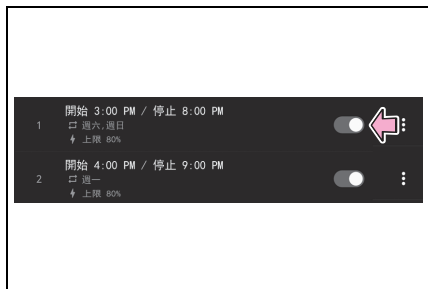 1
開始 3:00 PM / 停止 8:00 PM
週六,週日
上限 80%
2
開始 4:00 PM / 停止 9:00 PM
週一
上限 80%